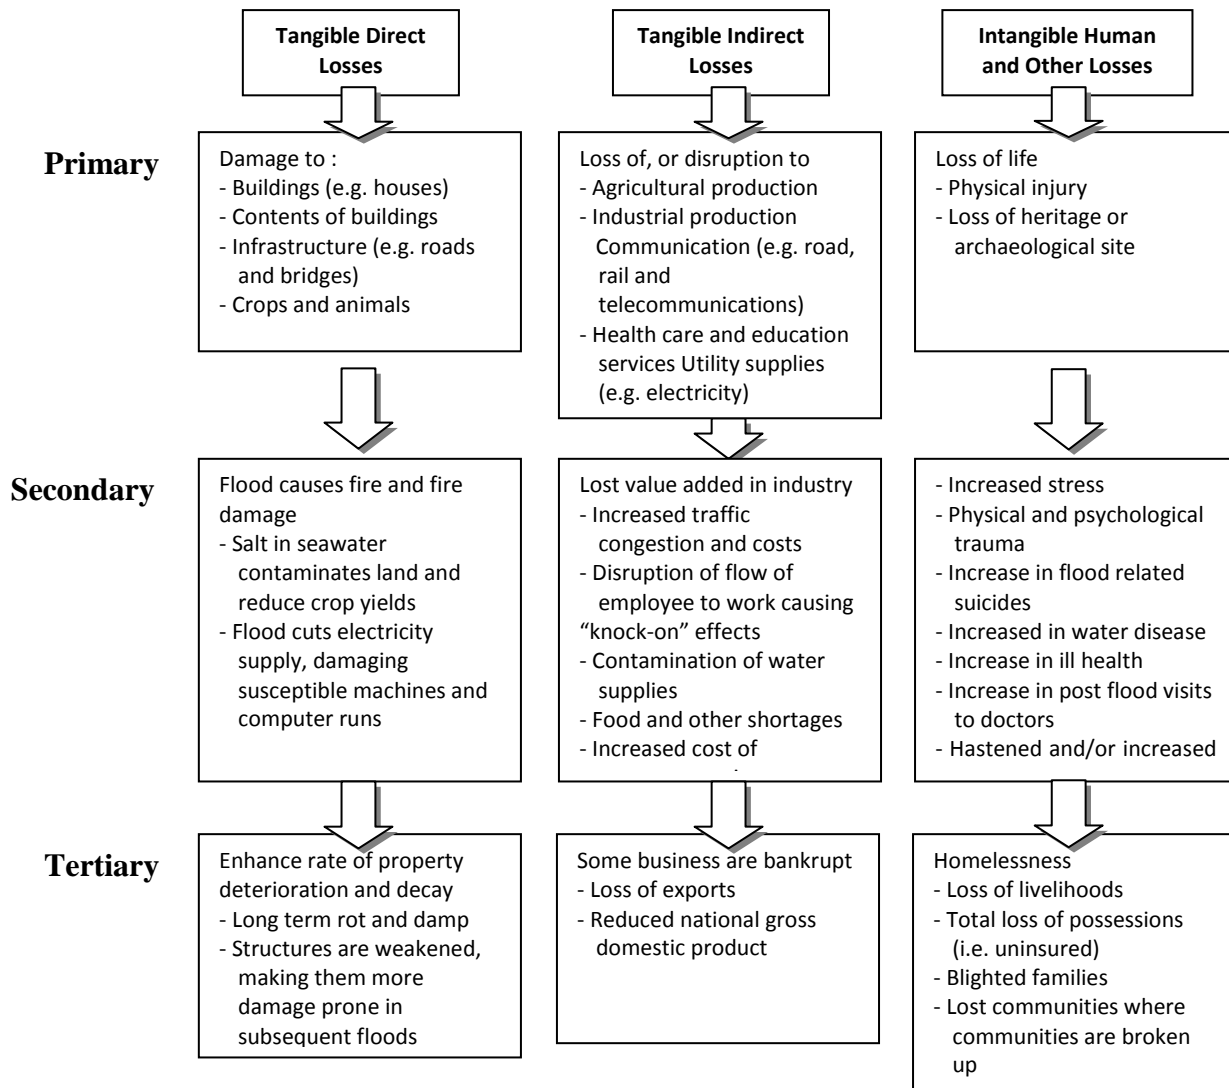 Tangible Direct
Losses
Tangible Indirect
Losses
Intangible Human
and Other Losses
Primary
Damage to :
- Buildings (e.g. houses)
- Contents of buildings
- Infrastructure (e.g. roads
and bridges)
- Crops and animals
Loss of, or disruption to
- Agricultural production
- Industrial production
Communication (e.g. road,
rail and
telecommunications)
- Health care and education
services Utility supplies
(e.g. electricity)
Loss of life
- Physical injury
- Loss of heritage or
archaeological site
Secondary
Flood causes fire and fire
damage
- Salt in seawater
contaminates land and
reduce crop yields
- Flood cuts electricity
supply, damaging
susceptible machines and
computer runs
Lost value added in industry
- Increased traffic
congestion and costs
- Disruption of flow of
employee to work causing
“knock-on” effects
- Contamination of water
supplies
- Food and other shortages
- Increased cost of
- Increased stress
- Physical and psychological
trauma
- Increase in flood related
suicides
- Increased in water disease
- Increase in ill health
- Increase in post flood visits
to doctors
- Hastened and/or increased
Tertiary
Enhance rate of property
deterioration and decay
- Long term rot and damp
- Structures are weakened,
making them more
damage prone in
subsequent floods
Some business are bankrupt
- Loss of exports
- Reduced national gross
domestic product
Homelessness
- Loss of livelihoods
- Total loss of possessions
(i.e. uninsured)
- Blighted families
- Lost communities where
communities are broken
up